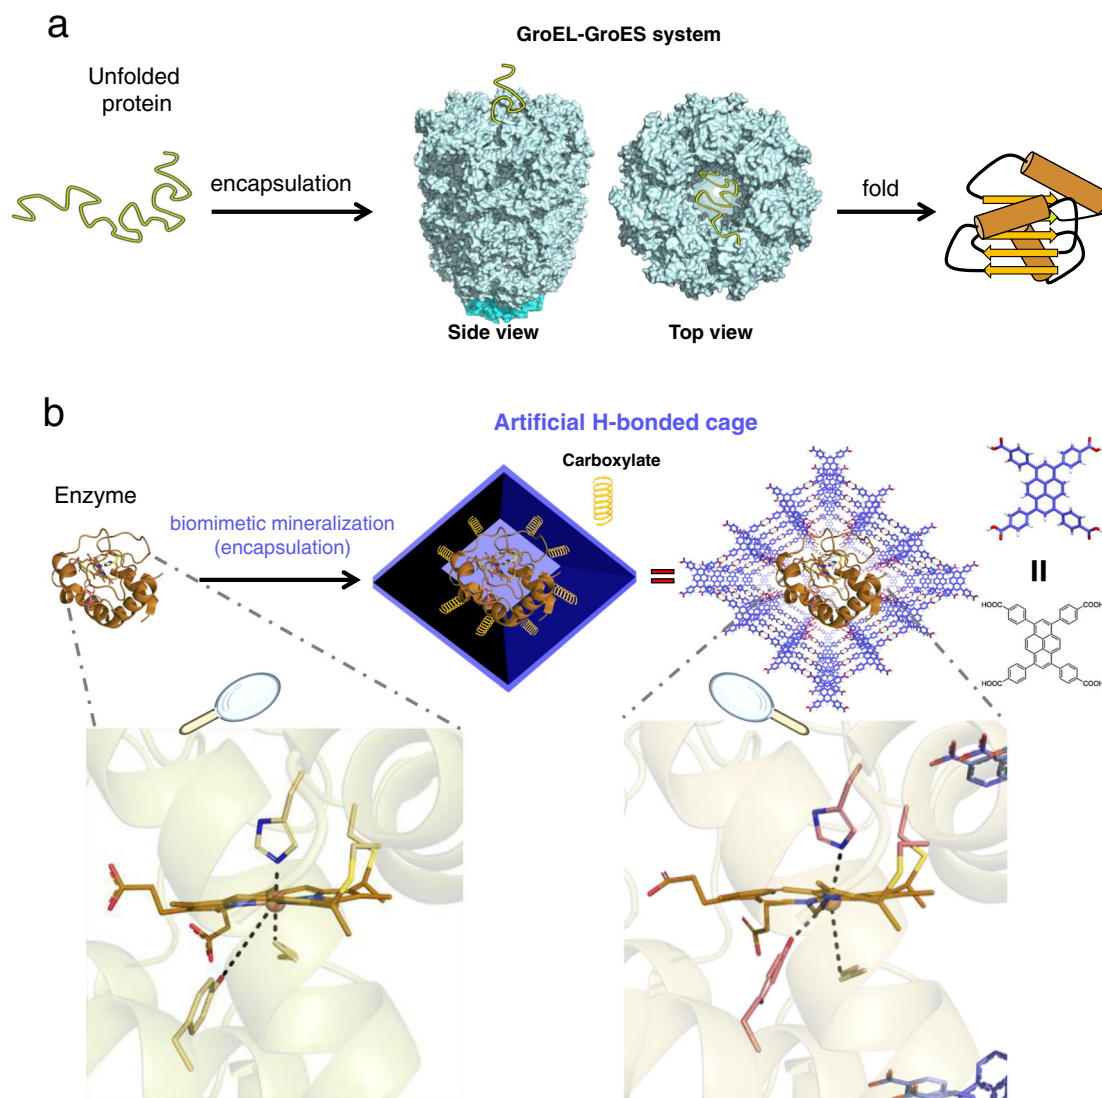 a
GroEL-GroES system
Unfolded
protein
encapsulation
fold
Side view
Top view
b
Artificial H-bonded cage
Carboxylate
Enzyme
biomimetic mineralization
(encapsulation)
=
=
HOOC
COOH
HOOC
COOH